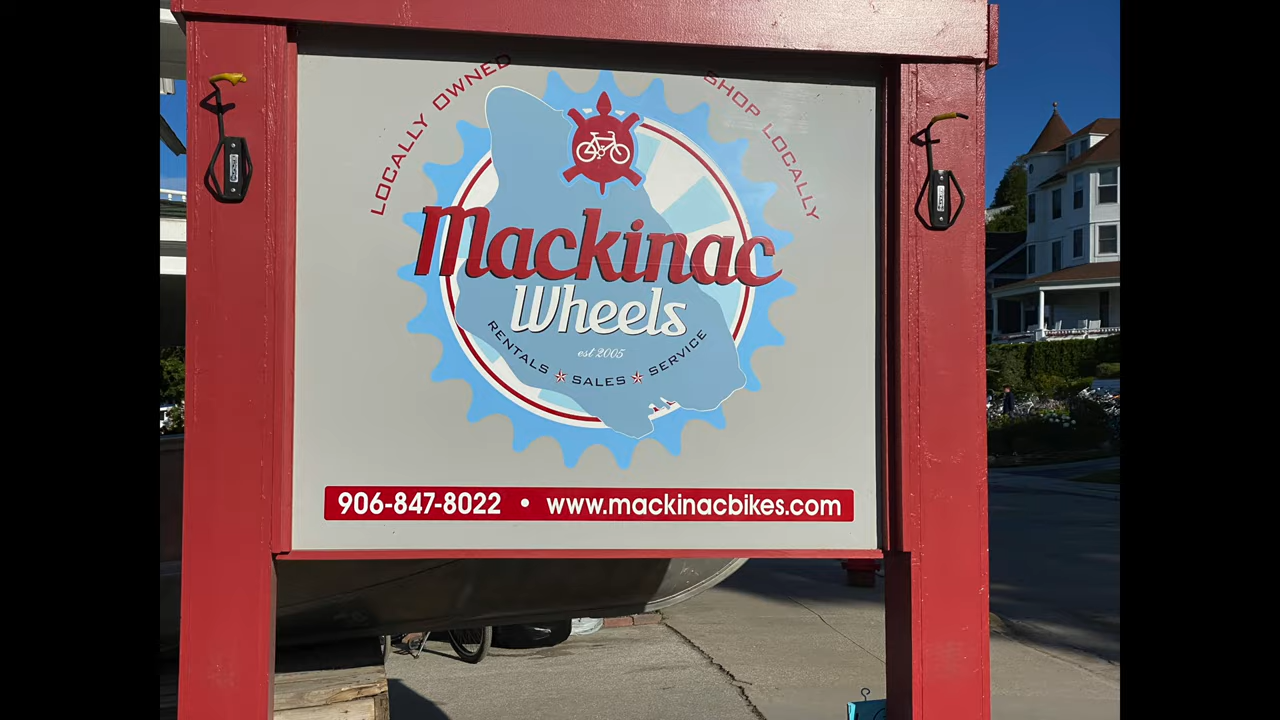 LOCALLY OWNED
SHOP LOCALLY
Mackinac
Wheels
est 2005
RENTALS ★ SALES ★ SERVICE
906-847-8022 • www.mackinacbikes.com